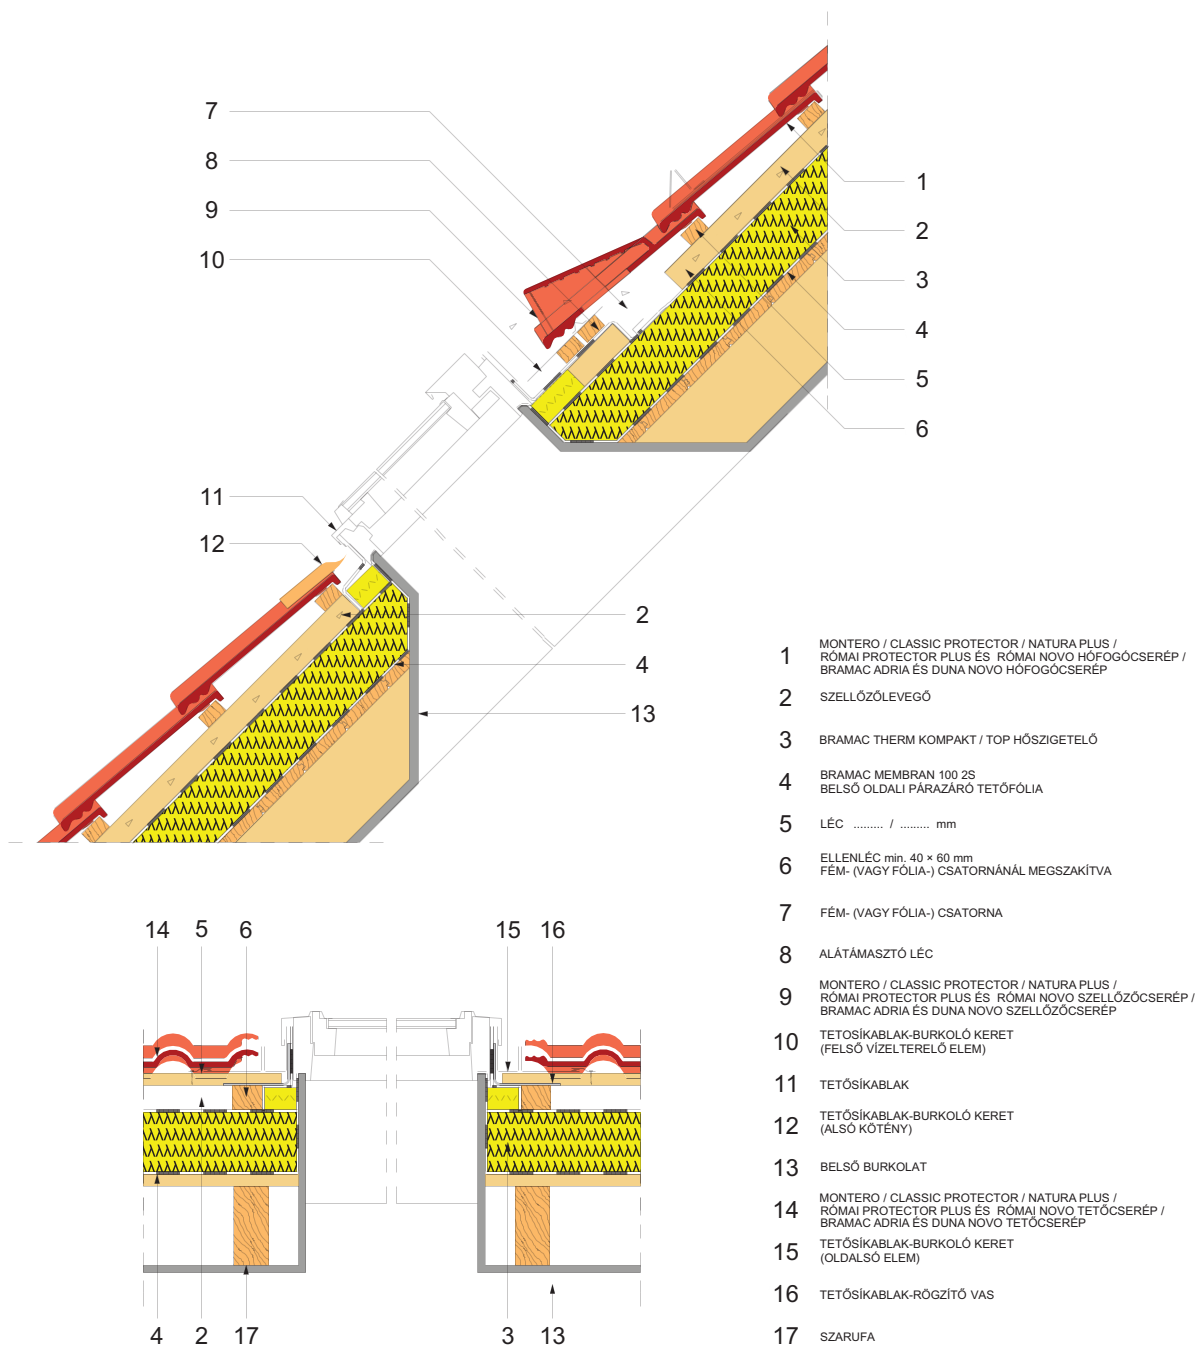 7
8
9
10
1
2
3
4
5
6
11
12
2
4
13
1 MONTERO / CLASSIC PROTECTOR / NATURA PLUS /
RÓMAI PROTECTOR PLUS ÉS RÓMAI NOVO HÓFOGÓCSERÉP /
BRAMAC ADRIA ÉS DUNA NOVO HÓFOGÓCSERÉP
2 SZELLŐZŐLEVEGŐ
3 BRAMAC THERM KOMPAKT / TOP HŐSZIGETELŐ
4 BRAMAC MEMBRAN 100 2S
BELSŐ OLDALI PÁRAZÁRÓ TETŐFÓLIA
5 LÉC ......... / ......... mm
6 ELLENLÉC min. 40 × 60 mm
FÉM- (VAGY FÓLIA-) CSATORNÁNÁL MEGSZAKÍTVA
7 FÉM- (VAGY FÓLIA-) CSATORNA
8 ALÁTÁMASZTÓ LÉC
9 MONTERO / CLASSIC PROTECTOR / NATURA PLUS /
RÓMAI PROTECTOR PLUS ÉS RÓMAI NOVO SZELLŐZŐCSERÉP /
BRAMAC ADRIA ÉS DUNA NOVO SZELLŐZŐCSERÉP
10 TETOSÍKABLAK-BURKOLÓ KERET
(FELSŐ VÍZELTERELŐ ELEM)
11 TETŐSÍKABLAK
12 TETŐSÍKABLAK-BURKOLÓ KERET
(ALSÓ KÖTÉNY)
13 BELSŐ BURKOLAT
14 MONTERO / CLASSIC PROTECTOR / NATURA PLUS /
RÓMAI PROTECTOR PLUS ÉS RÓMAI NOVO TETŐCSERÉP /
BRAMAC ADRIA ÉS DUNA NOVO TETŐCSERÉP
15 TETŐSÍKABLAK-BURKOLÓ KERET
(OLDALSÓ ELEM)
16 TETŐSÍKABLAK-RÖGZÍTŐ VAS
17 SZARUFA
14 5 6 15 16
4 2 17 3 13